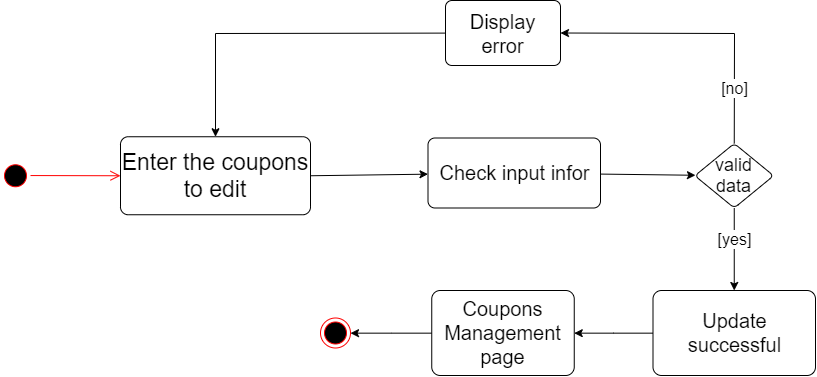 Display
error
[no]
Enter the coupons
to edit
Check input infor
valid
data
[yes]
Coupons
Management
page
Update
successful